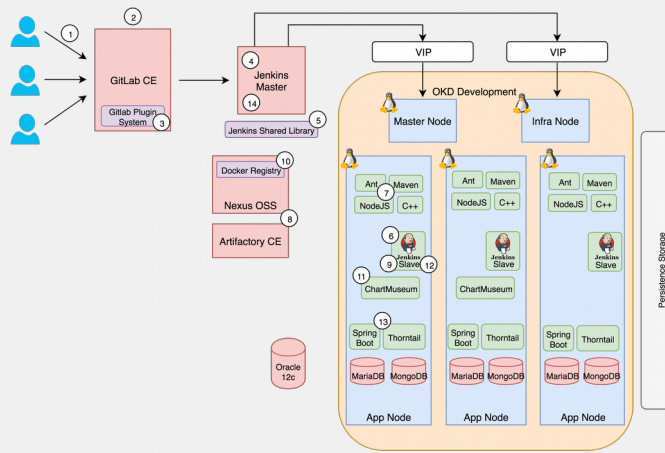 1
2
GitLab CE
Gitlab Plugin
System
3
4
Jenkins
Master
14
Jenkins Shared Library
5
Docker Registry
10
Nexus OSS
8
Artifactory CE
Oracle
12c
VIP
VIP
OKD Development
Master Node
Infra Node
Ant
Maven
7
NodeJS
C++
6
Jenkins
9
Slave
12
11
ChartMuseum
13
Spring
Boot
Thorntail
MariaDB
MongoDB
App Node
Ant
Maven
NodeJS
C++
Jenkins
Slave
ChartMuseum
Spring
Boot
Thorntail
MariaDB
MongoDB
App Node
Ant
Maven
NodeJS
C++
Jenkins
Slave
Spring
Boot
Thorntail
MariaDB
MongoDB
App Node
Persistence Storage